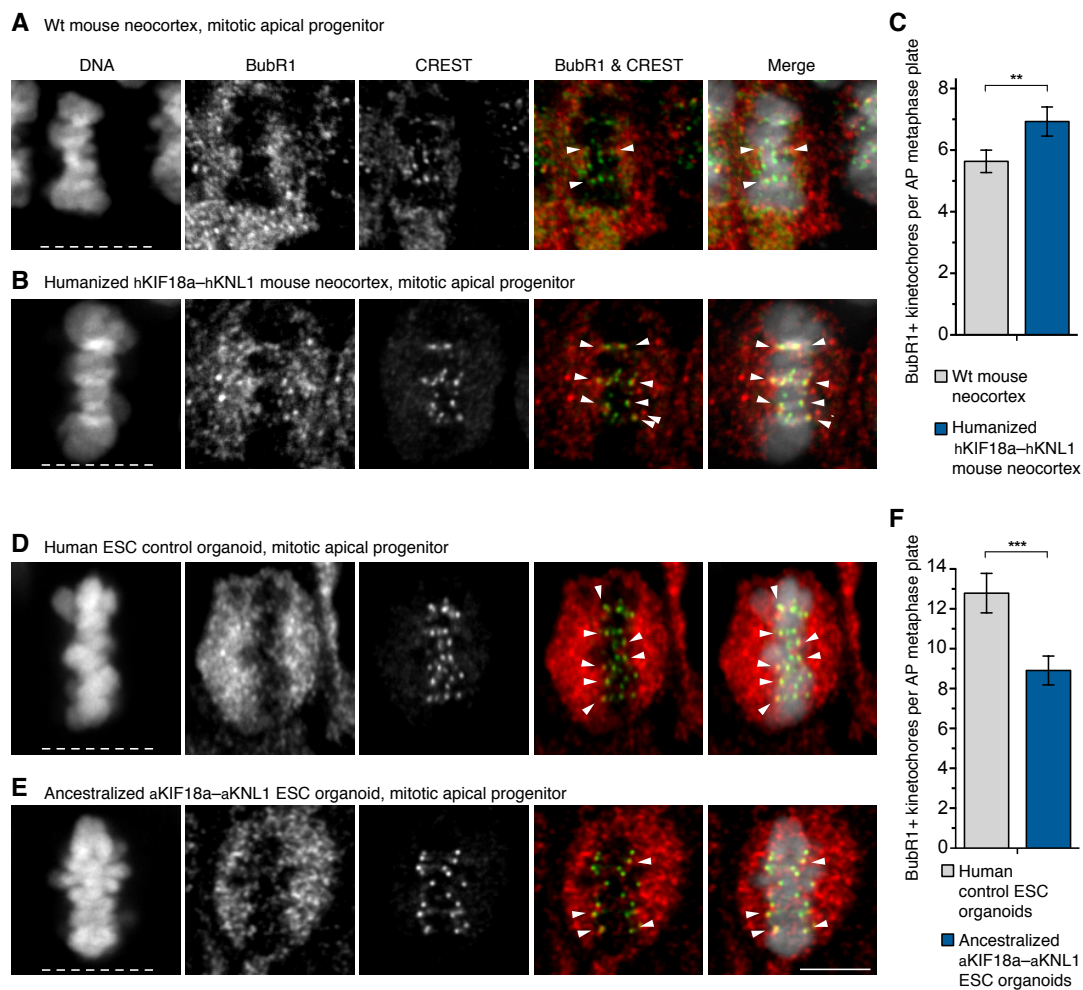 A Wt mouse neocortex, mitotic apical progenitor
DNA BubR1 CREST BubR1 & CREST Merge
B Humanized hKIF18a–hKNL1 mouse neocortex, mitotic apical progenitor
C
**
BubR1+ kinetochores per AP metaphase plate
8
6
4
2
0
Wt mouse
neocortex
Humanized
hKIF18a–hKNL1
mouse neocortex
D Human ESC control organoid, mitotic apical progenitor
E Ancestralized aKIF18a–aKNL1 ESC organoid, mitotic apical progenitor
F
***
BubR1+ kinetochores per AP metaphase plate
14
12
10
8
6
4
2
0
Human
control ESC
organoids
Ancestralized
aKIF18a–aKNL1
ESC organoids